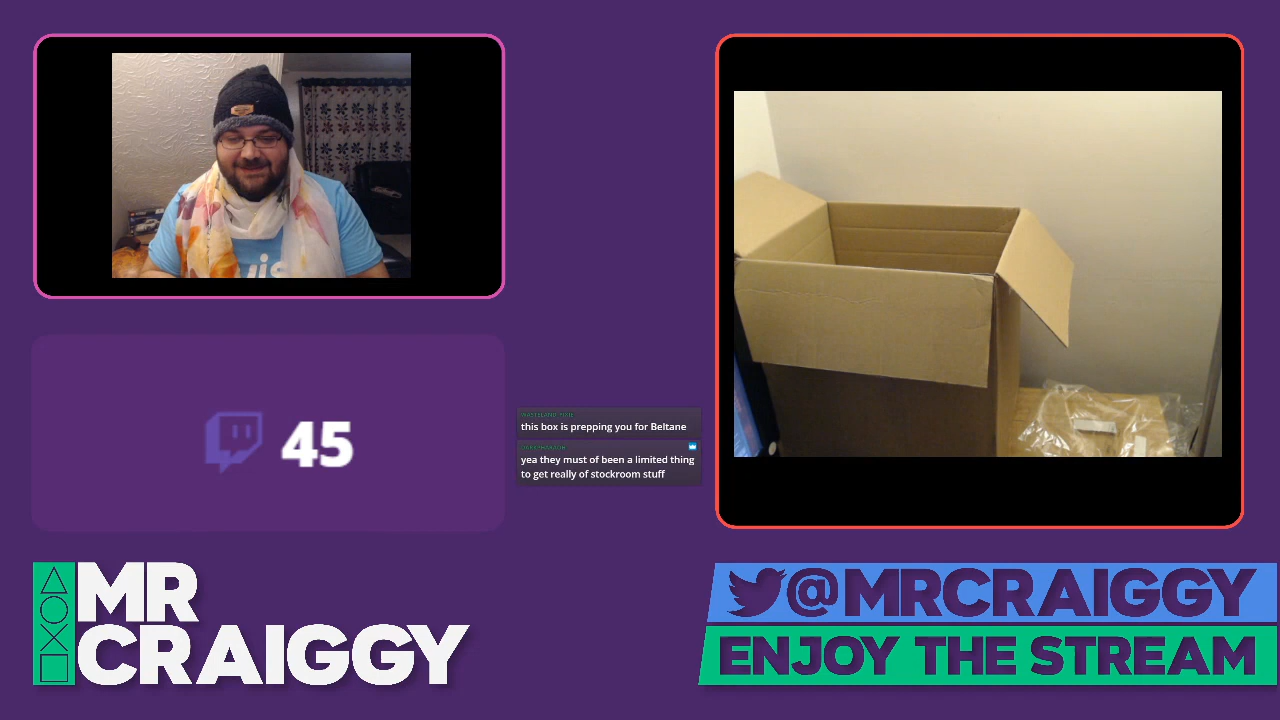 45
WASTELAND_PIXIE
this box is prepping you for Beltane
yea they must of been a limited thing
to get really of stockroom stuff
MR
CRAIGGY
@MRCRAIGGY
ENJOY THE STREAM